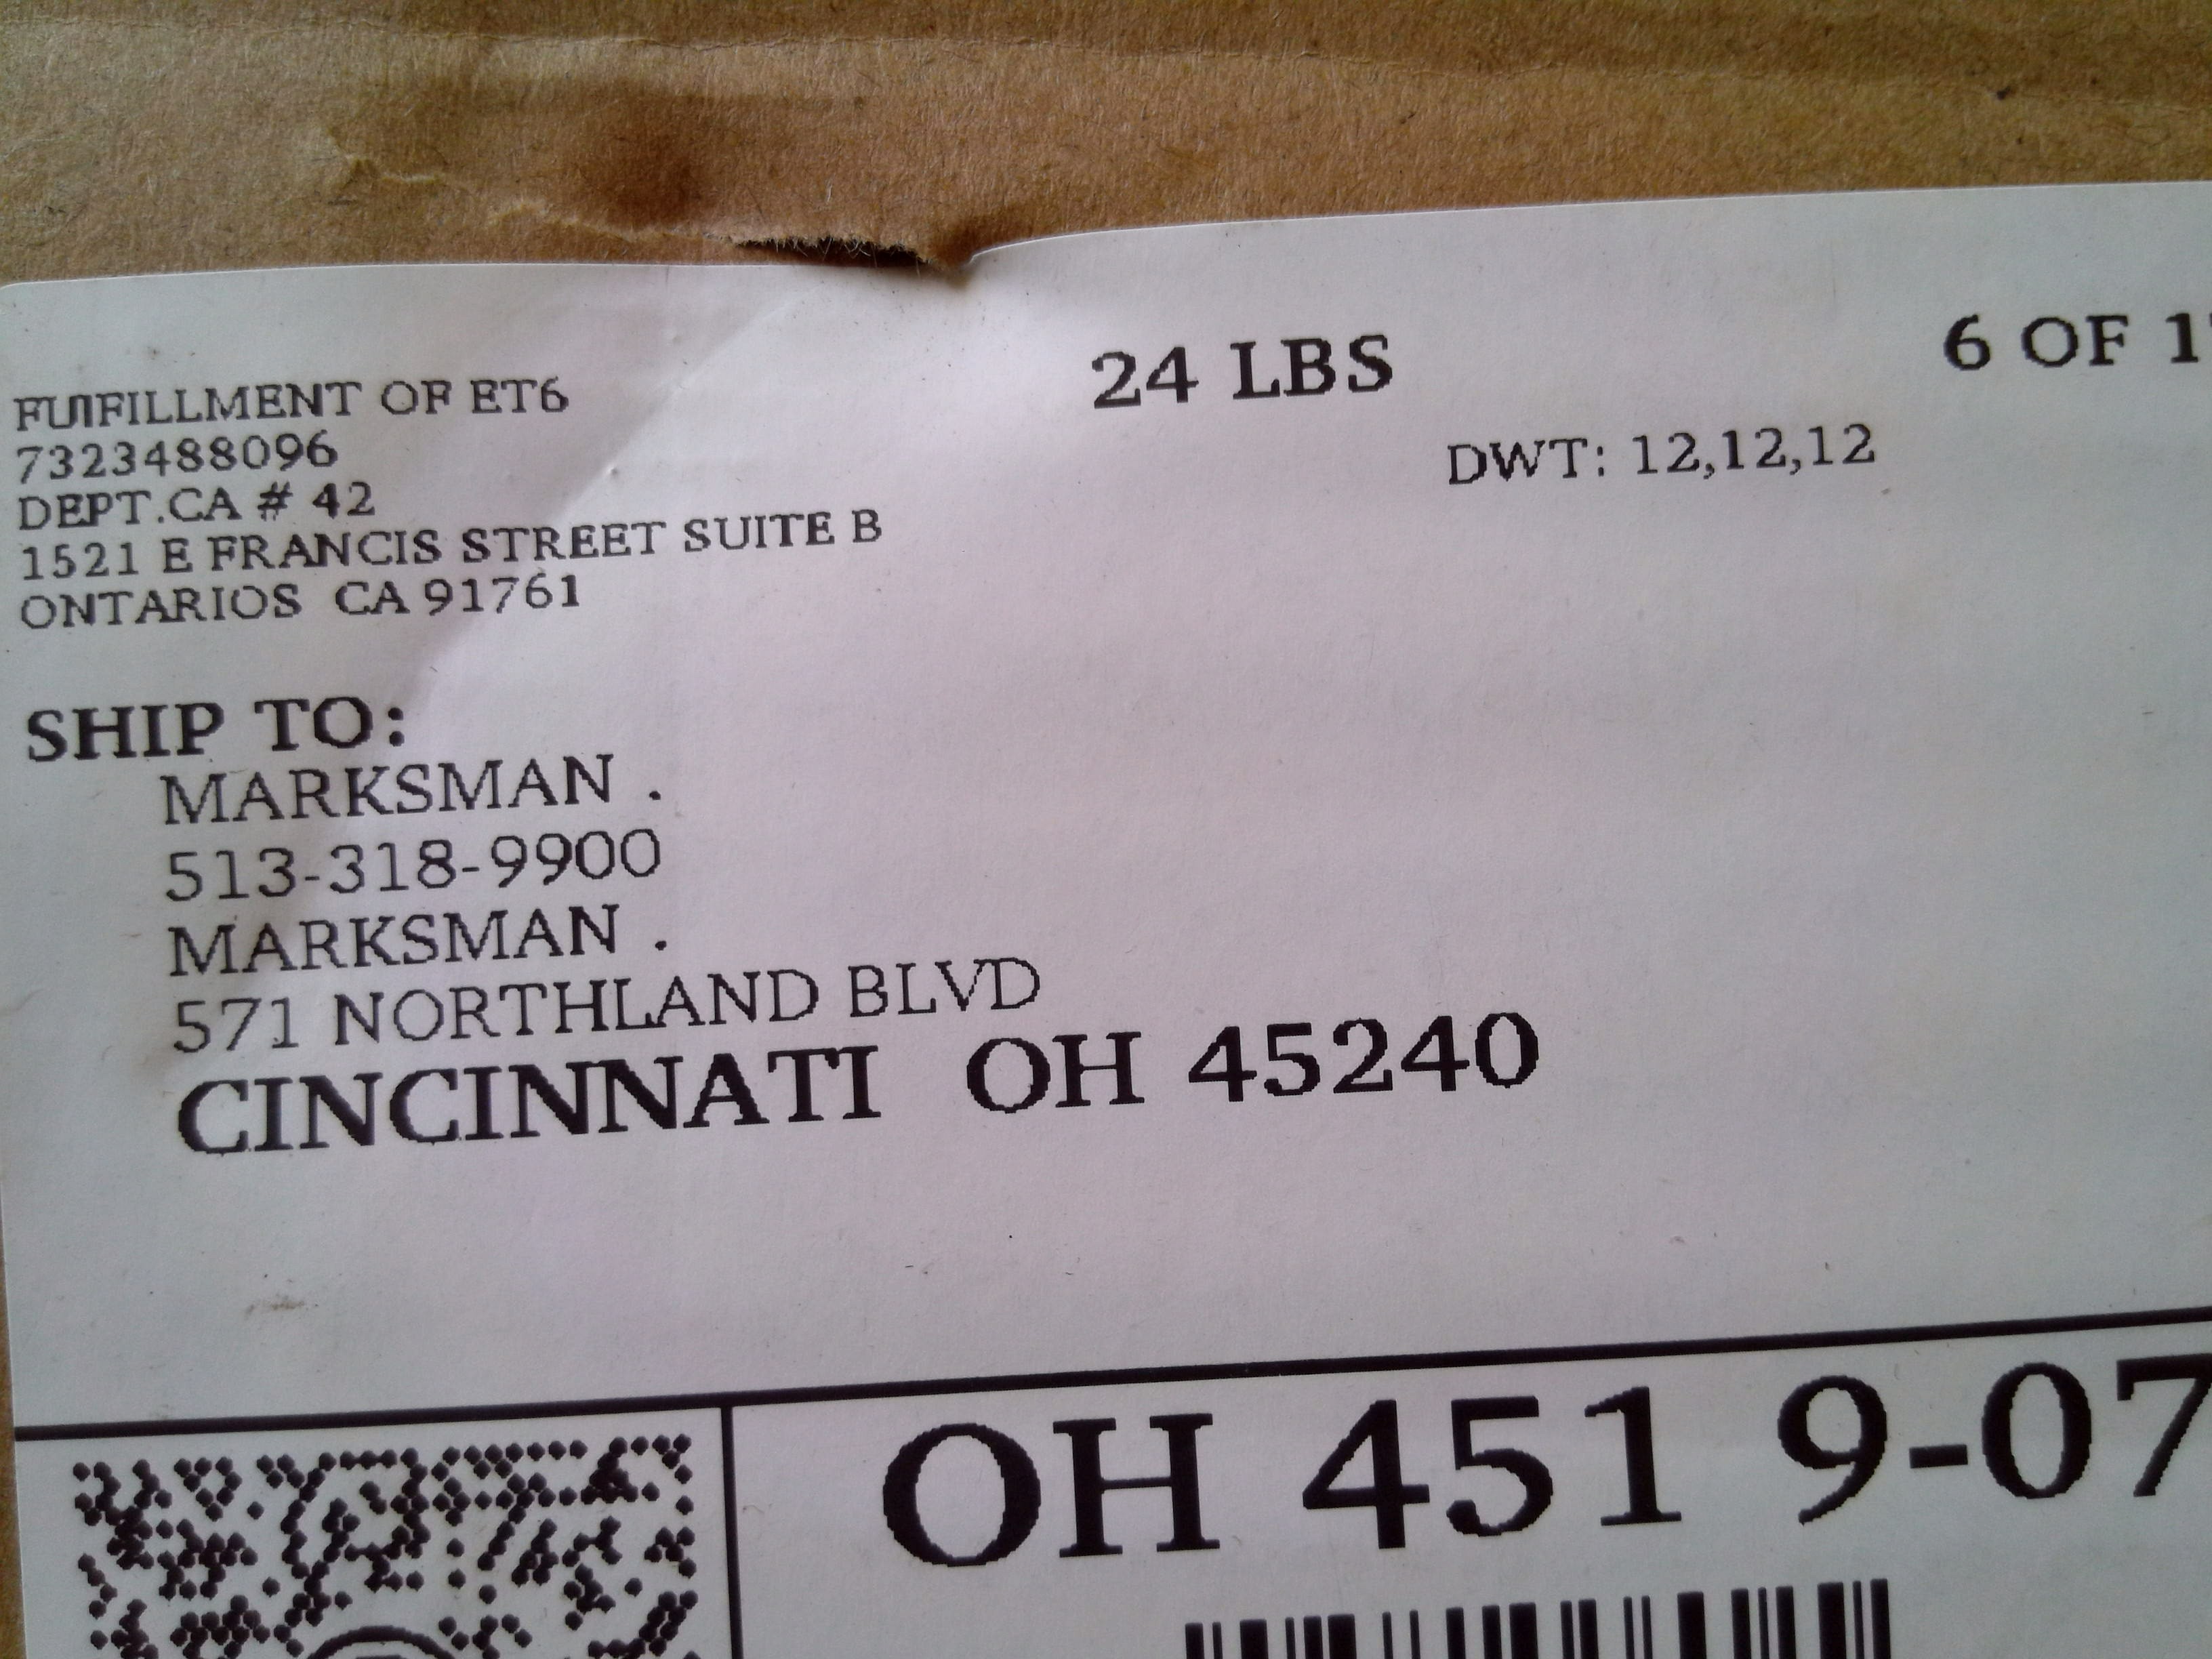 FUIFILLMENT OF ET6
7323488096
DEPT.CA # 42
1521 E FRANCIS STREET SUITE B
ONTARIOS CA 91761
24 LBS
6 OF
DWT: 12,12,12
SHIP TO:
MARKSMAN .
513-318-9900
MARKSMAN .
571 NORTHLAND BLVD
CINCINNATI OH 45240
OH 451 9-07